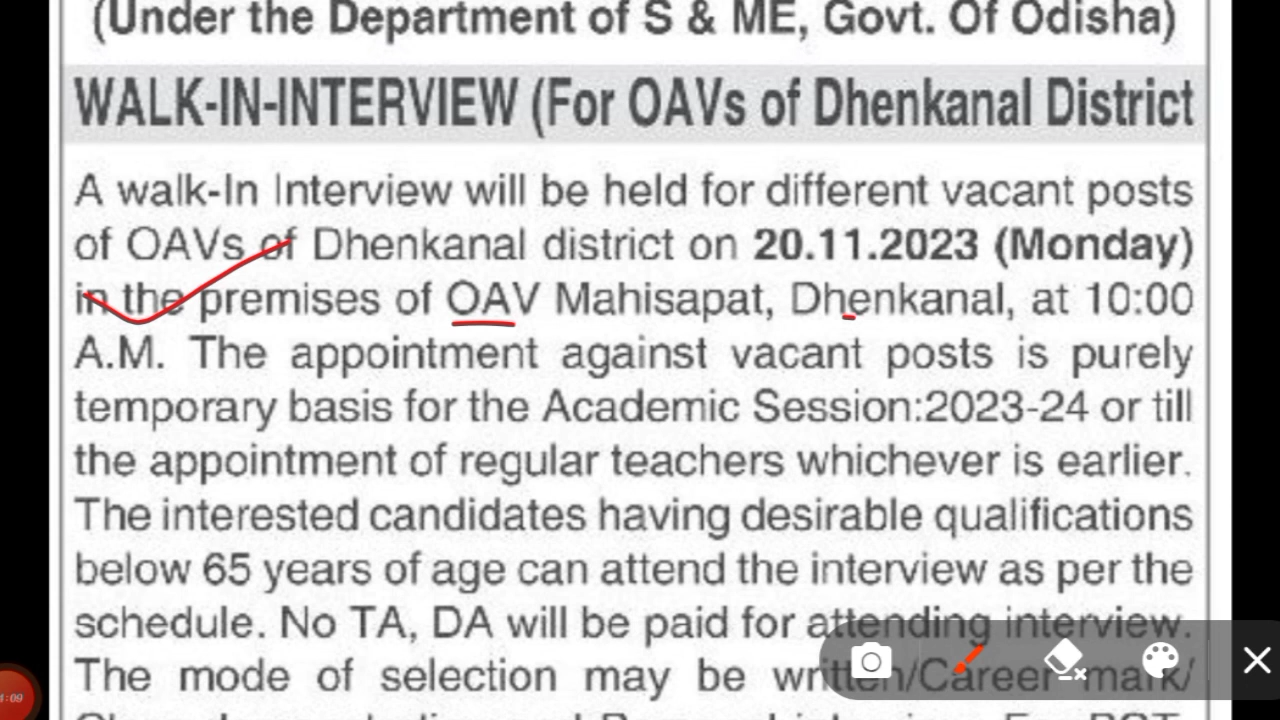 (Under the Department of S & ME, Govt. Of Odisha)
WALK-IN-INTERVIEW (For OAVs of Dhenkanal District
A walk-In Interview will be held for different vacant posts
of OAVs of Dhenkanal district on 20.11.2023 (Monday)
in the premises of OAV Mahisapat, Dhenkanal, at 10:00
A.M. The appointment against vacant posts is purely
temporary basis for the Academic Session:2023-24 or till
the appointment of regular teachers whichever is earlier.
The interested candidates having desirable qualifications
below 65 years of age can attend the interview as per the
schedule. No TA, DA will be paid for attending interview.
The mode of selection may be written/Career mark/
:09